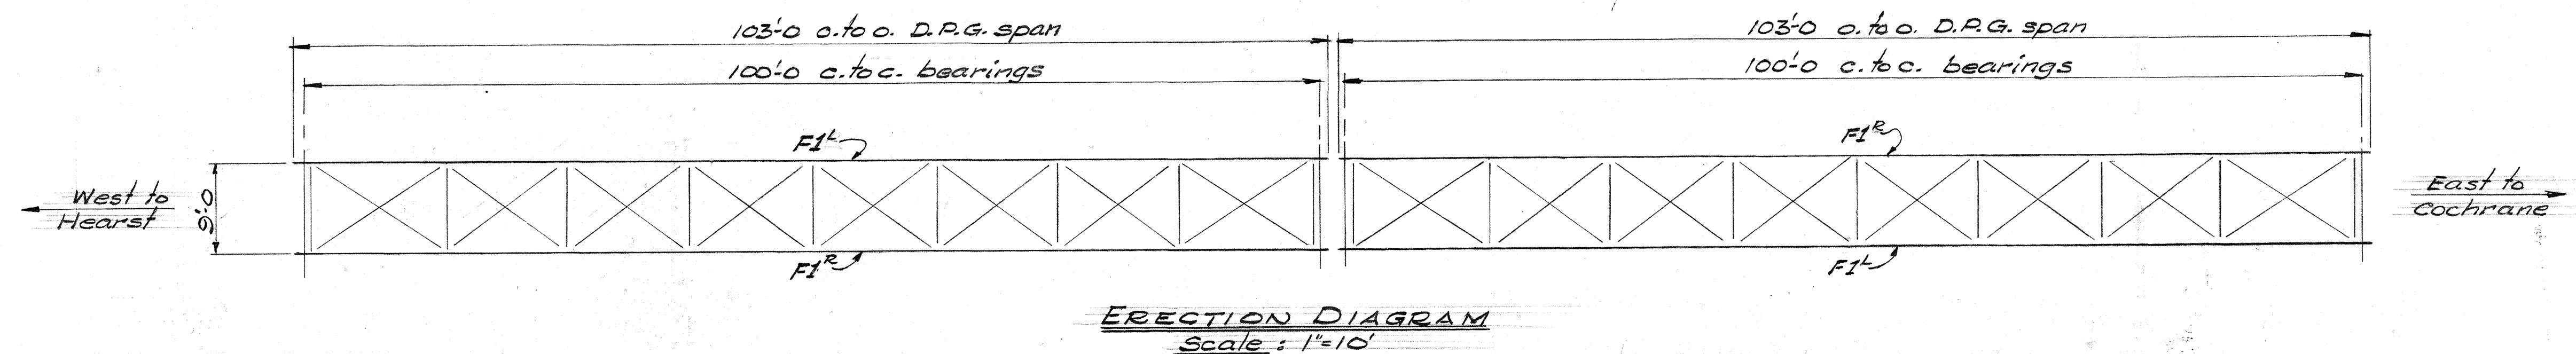 103'-0 o. to o. D.P.G. span
103'-0 o. to o. D.P.G. span
100'-0 c. to c. bearings
100'-0 c. to c. bearings
F1L
F1R
West to
Hearst
9'-0
East to
Cochrane
F1R
F1L
ERECTION DIAGRAM
Scale : 1"=10'